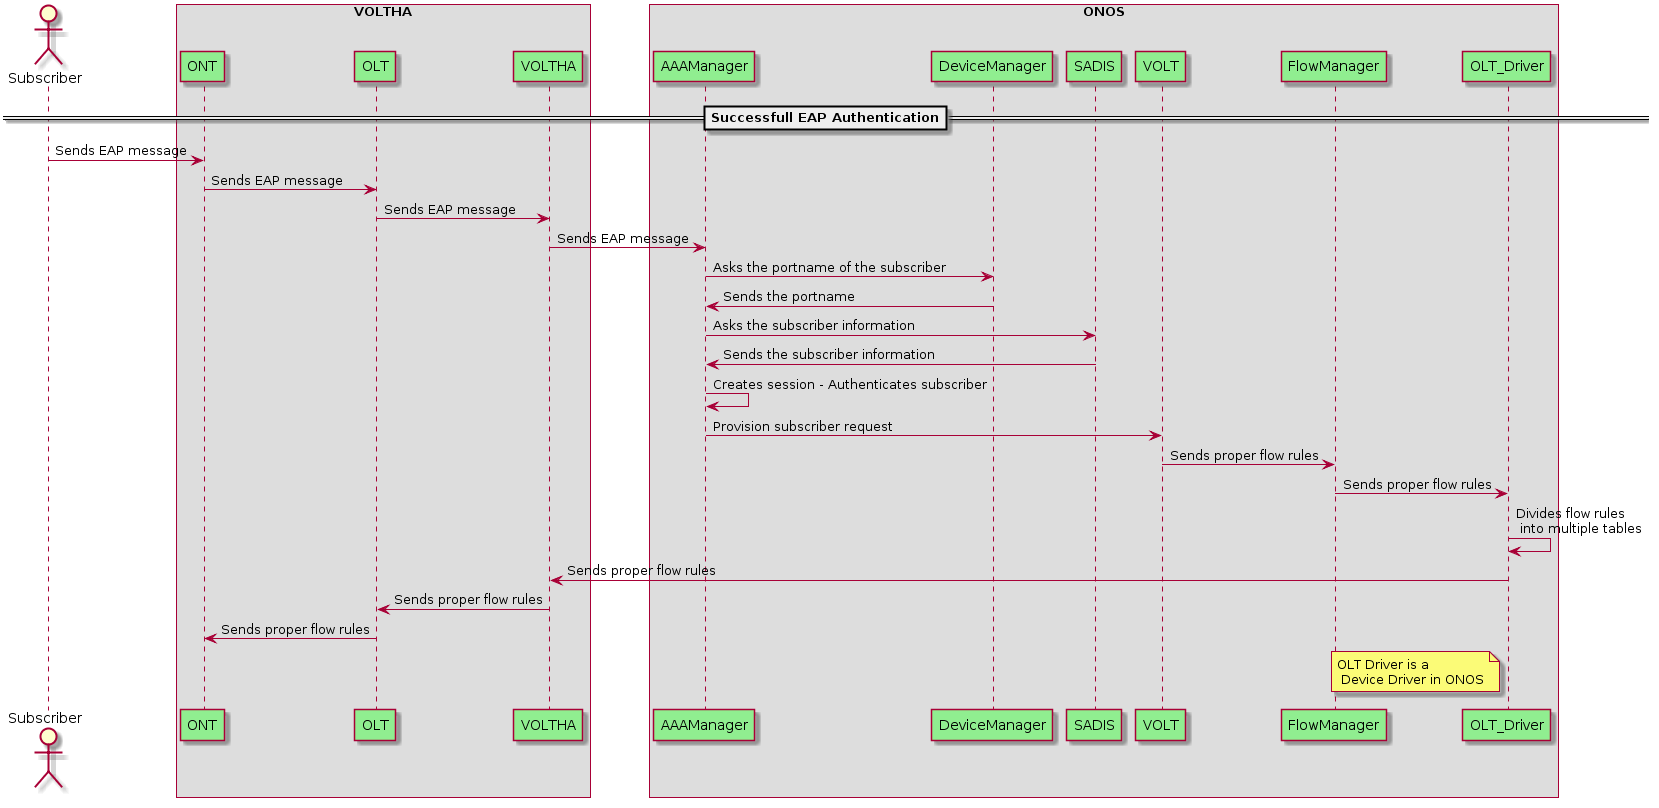 VOLTHA
ONOS
Subscriber
ONT
OLT
VOLTHA
AAAManager
DeviceManager
SADIS
VOLT
FlowManager
OLT_Driver
Successfull EAP Authentication
Sends EAP message
Sends EAP message
Sends EAP message
Sends EAP message
Asks the portname of the subscriber
Sends the portname
Asks the subscriber information
Sends the subscriber information
Creates session - Authenticates subscriber
Provision subscriber request
Sends proper flow rules
Sends proper flow rules
Divides flow rules
into multiple tables
Sends proper flow rules
Sends proper flow rules
Sends proper flow rules
OLT Driver is a
Device Driver in ONOS
Subscriber
ONT
OLT
VOLTHA
AAAManager
DeviceManager
SADIS
VOLT
FlowManager
OLT_Driver